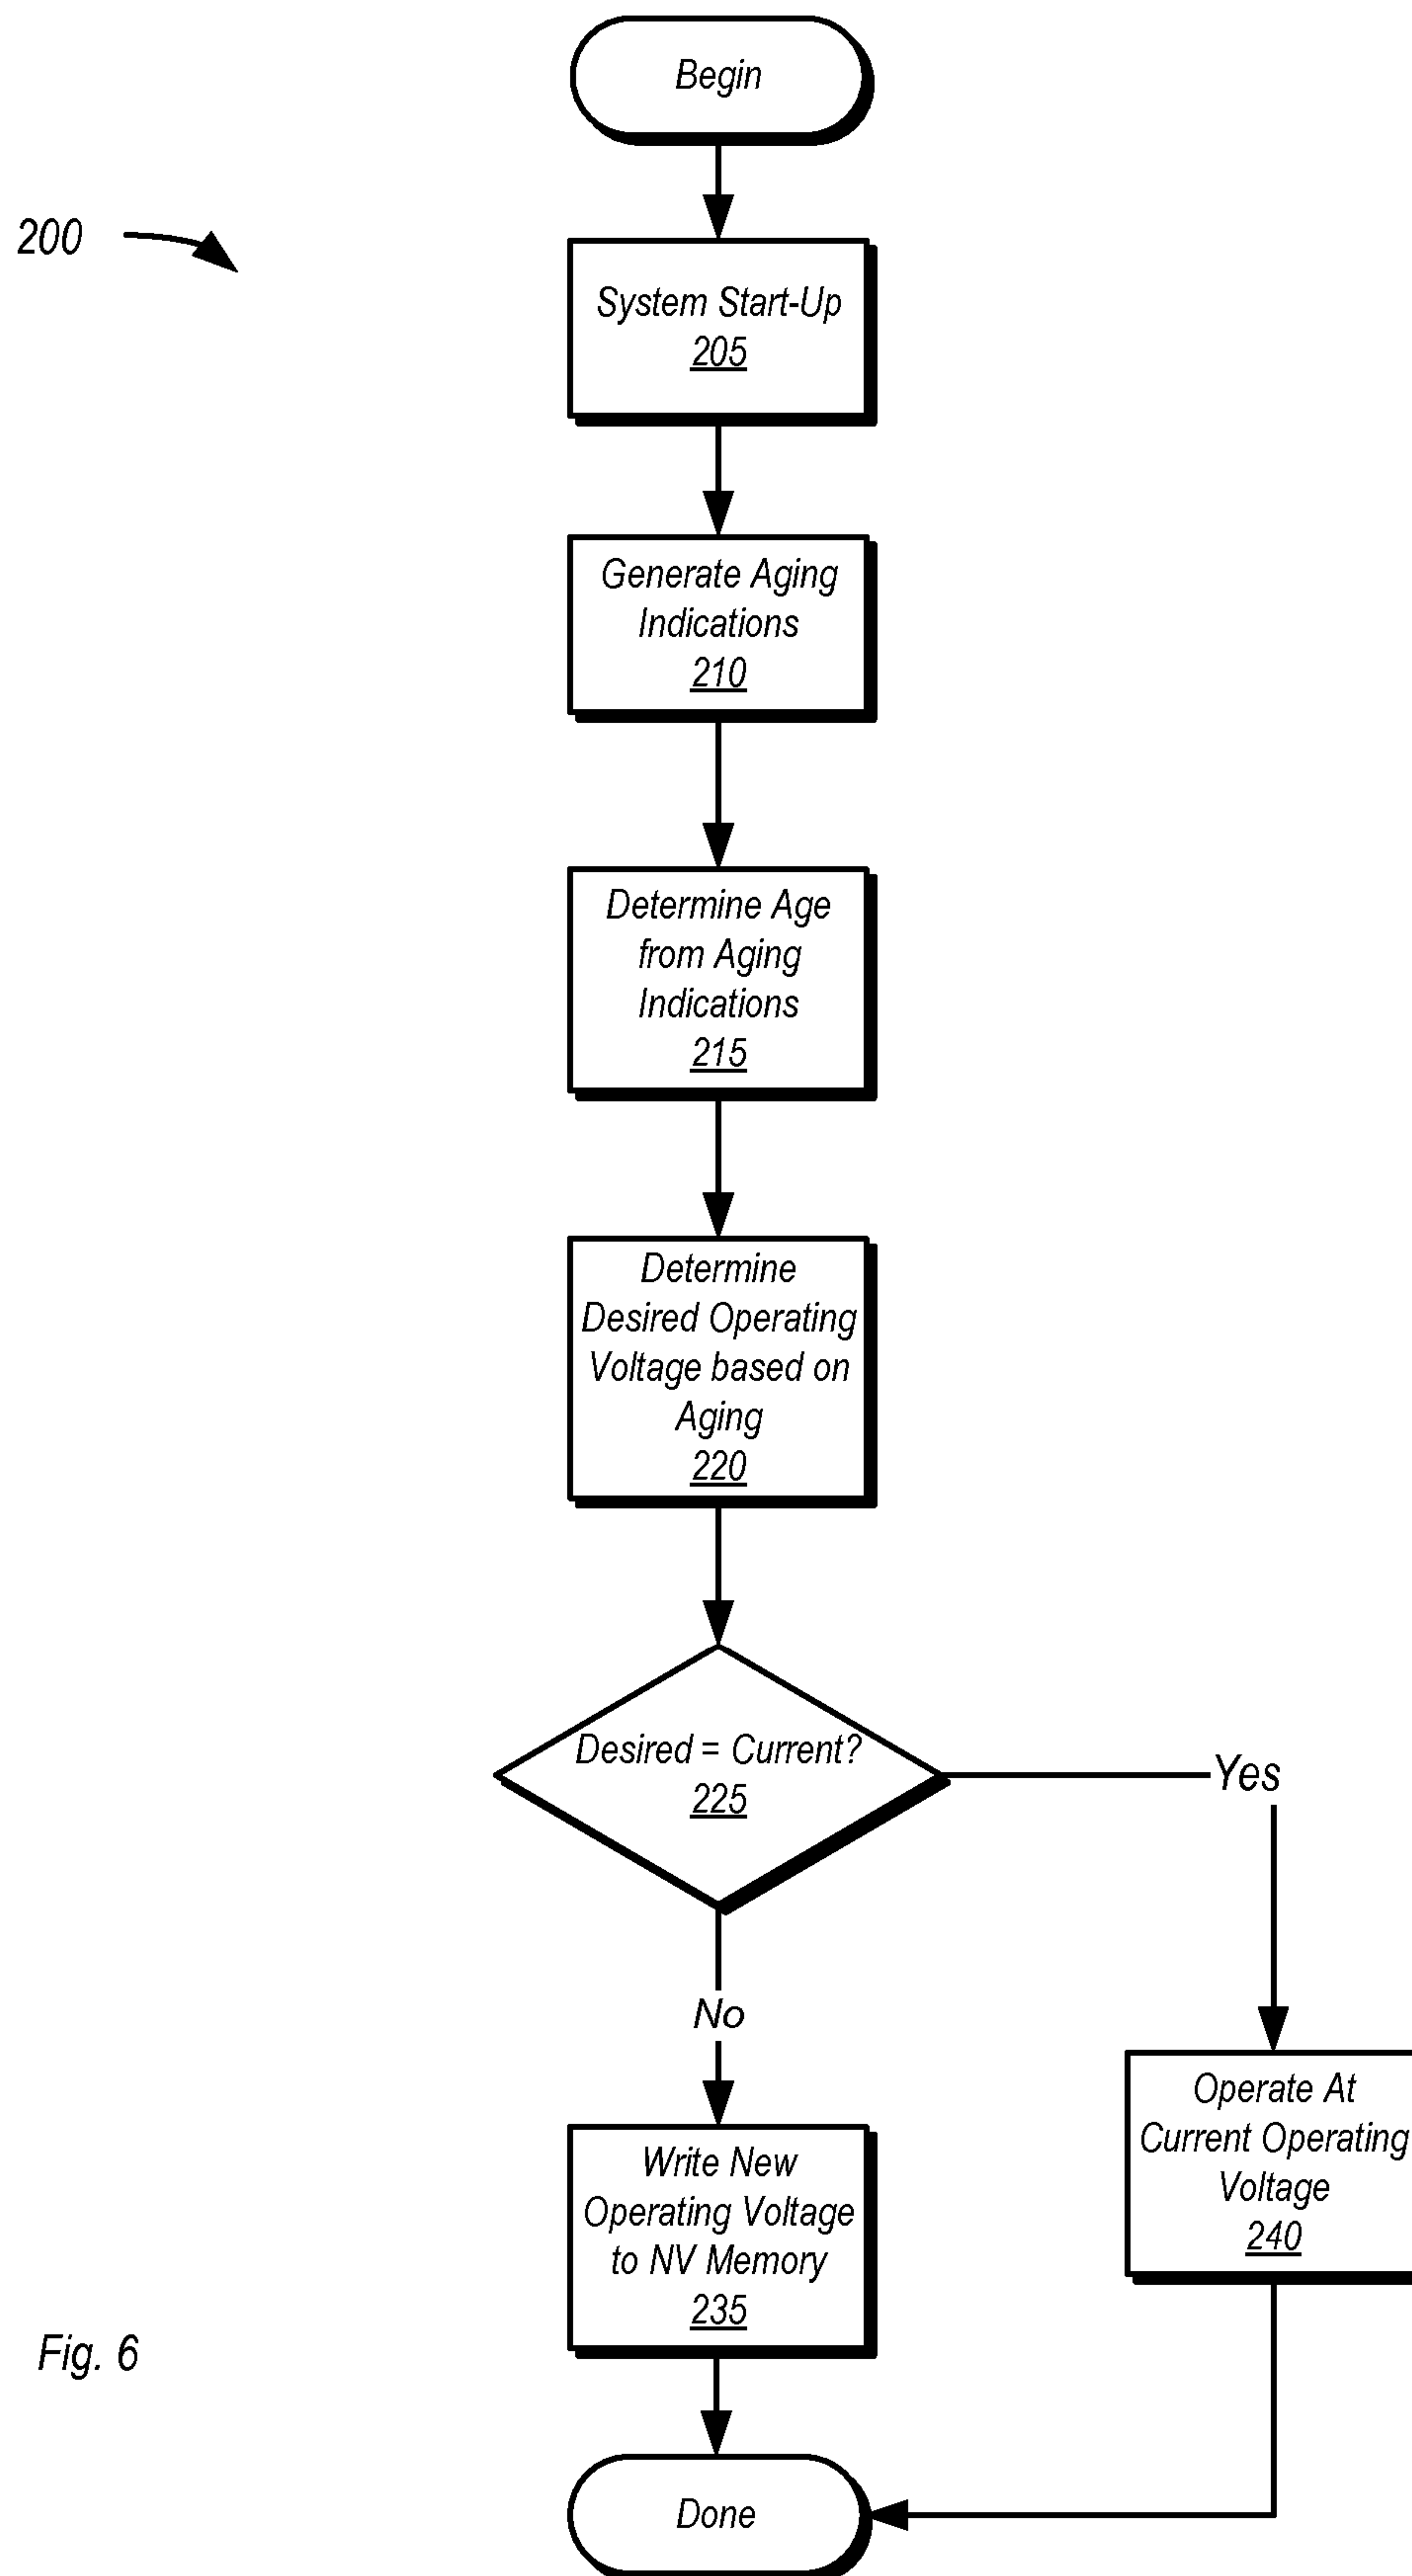 Begin
200
System Start-Up
205
Generate Aging
Indications
210
Determine Age
from Aging
Indications
215
Determine
Desired Operating
Voltage based on
Aging
220
Desired = Current?
225
Yes
No
Operate At
Current Operating
Voltage
240
Write New
Operating Voltage
to NV Memory
235
Fig. 6
Done